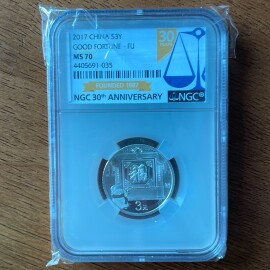 2017 CHINA S3Y
GOOD FORTUNE - FU
MS 70
4405691-035
30
FOUNDED 1987
NGC 30th ANNIVERSARY
NGC
福
3元